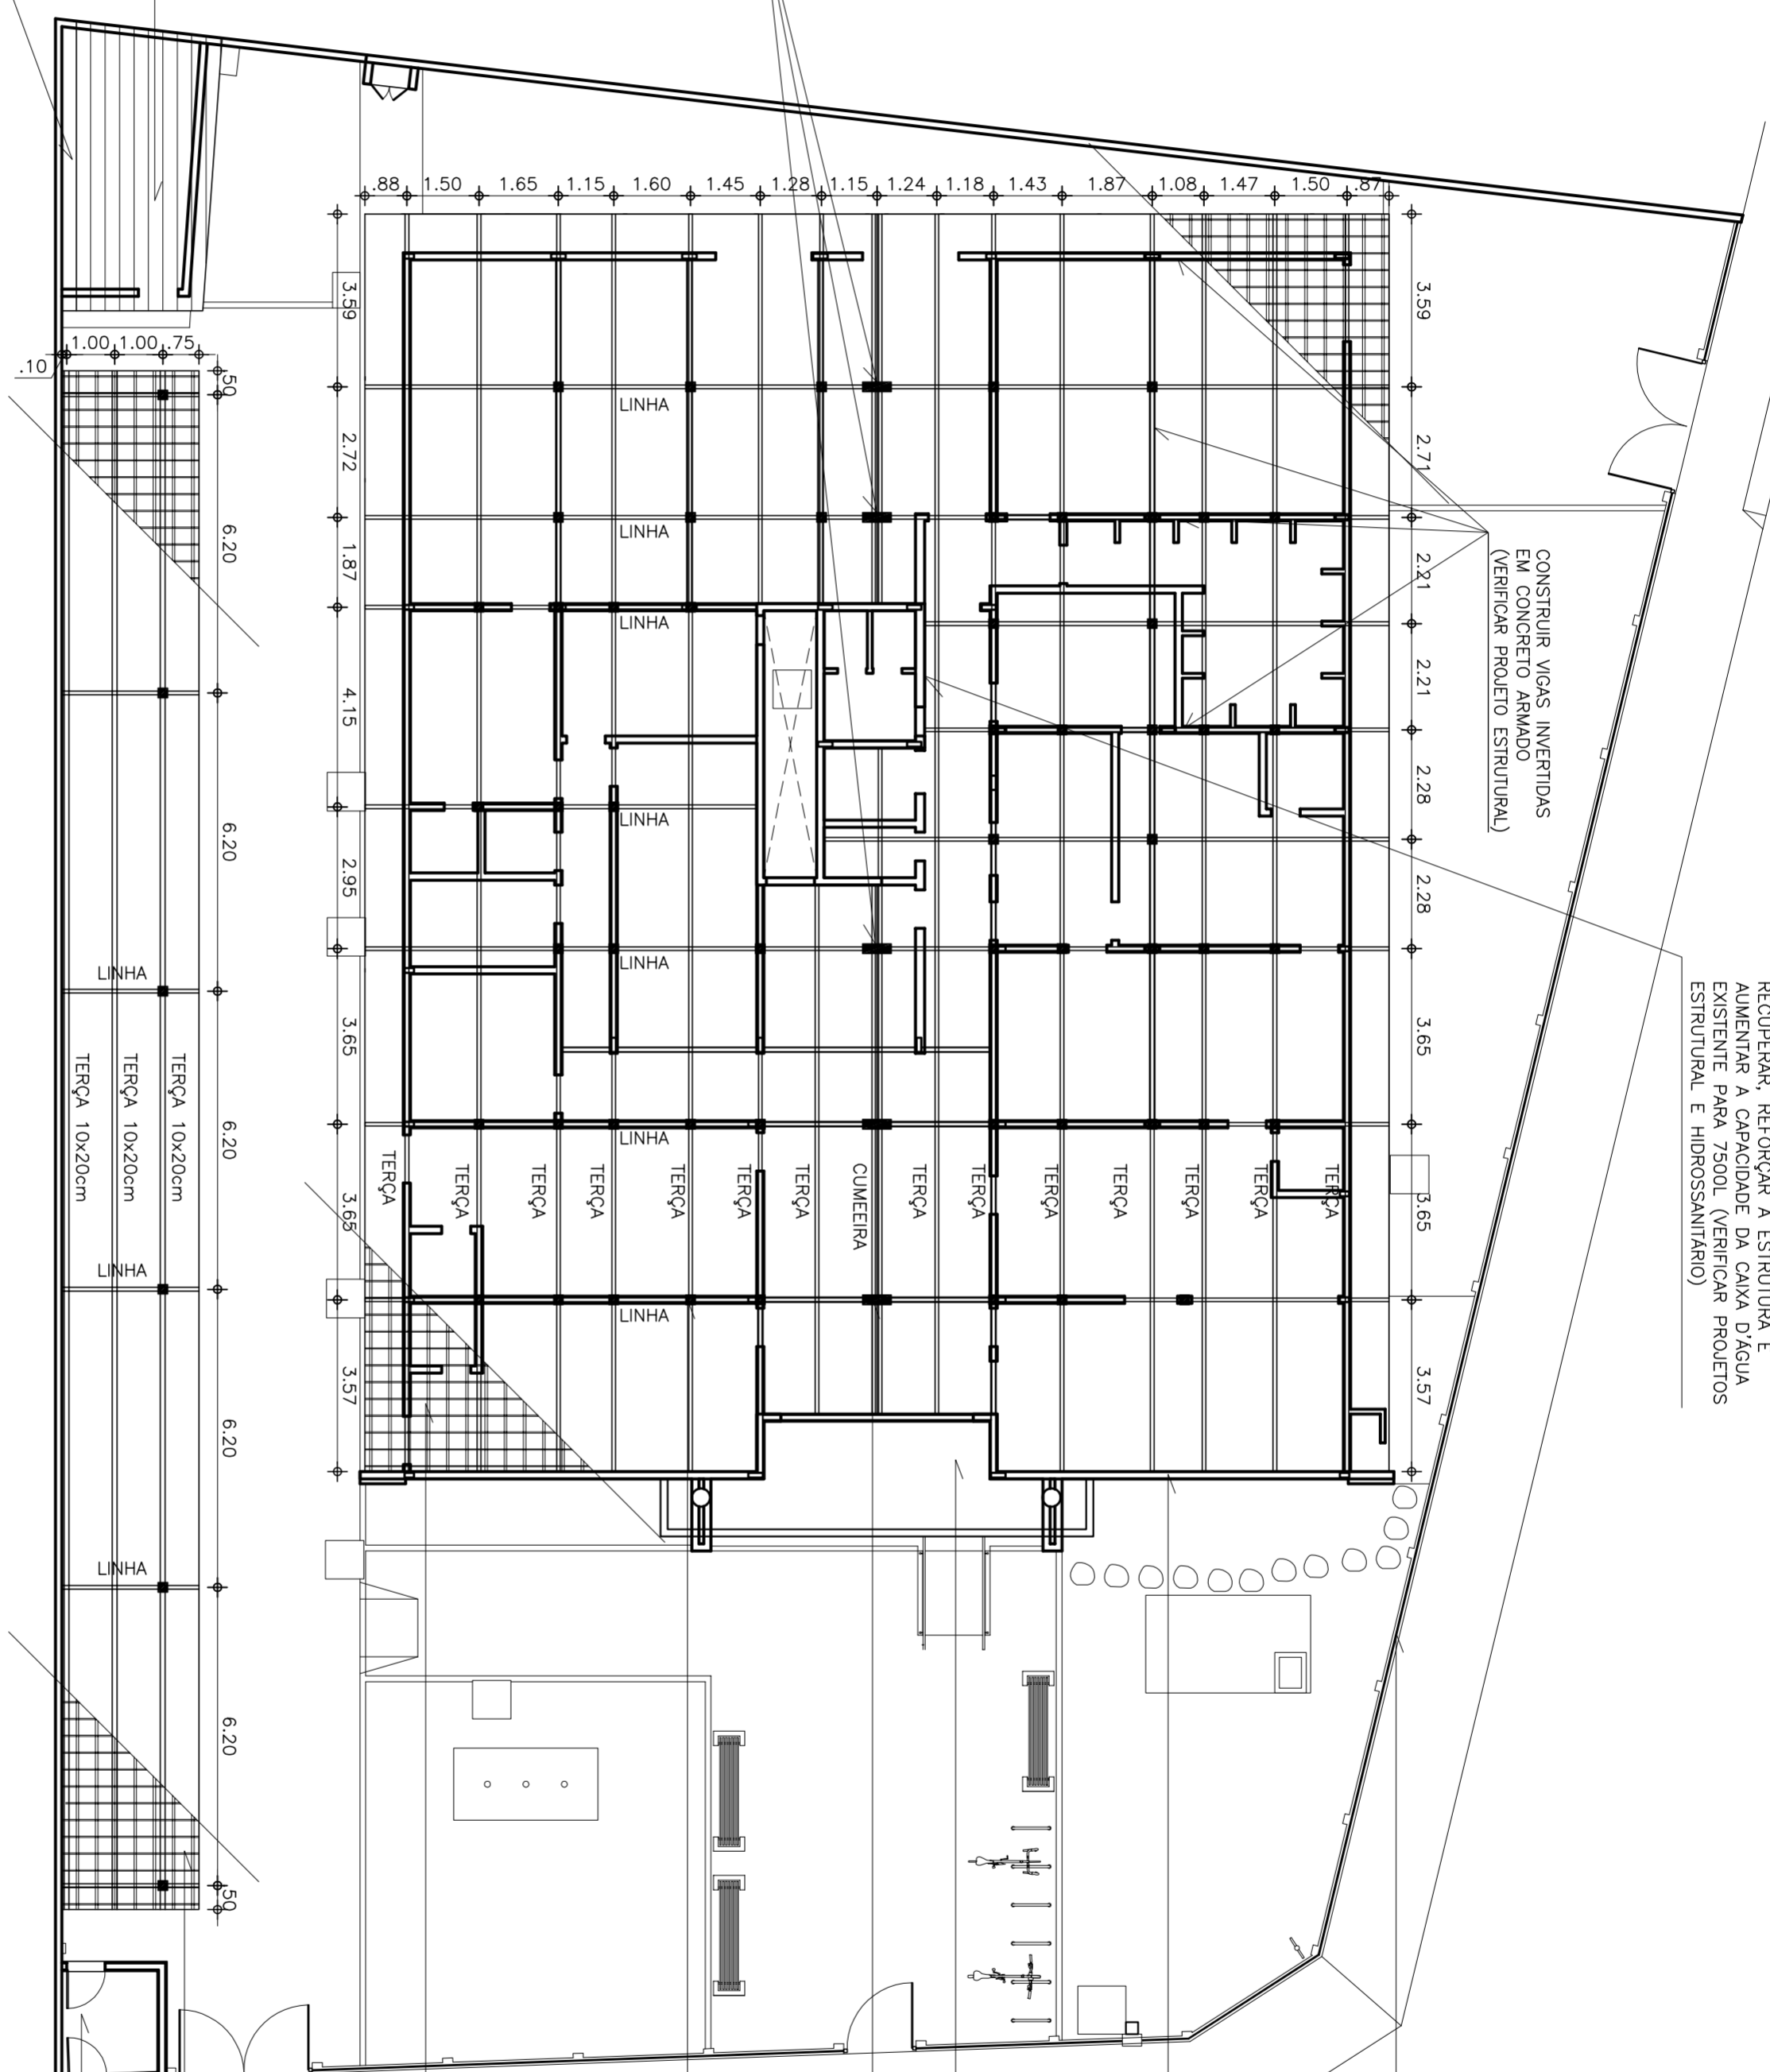 .88
1.50
1.65
1.15
1.60
1.45
1.28
1.15
1.24
1.18
1.43
1.87
1.08
1.47
1.50
.87
3.59
2.72
1.87
4.15
2.95
3.65
3.65
3.57
3.59
2.71
2.21
2.21
2.28
2.28
3.65
3.65
3.57
LINHA
LINHA
LINHA
LINHA
LINHA
LINHA
LINHA
TERÇA
TERÇA
TERÇA
TERÇA
TERÇA
TERÇA
TERÇA
CUMEEIRA
TERÇA
TERÇA
TERÇA
TERÇA
TERÇA
TERÇA
TERÇA
.10
1.00
1.00
.75
.50
6.20
6.20
6.20
6.20
6.20
.50
LINHA
LINHA
LINHA
TERÇA 10x20cm
TERÇA 10x20cm
TERÇA 10x20cm
CONSTRUIR VIGAS INVERTIDAS
EM CONCRETO ARMADO
(VERIFICAR PROJETO ESTRUTURAL)
RECUPERAR, REFORÇAR A ESTRUTURA E
AUMENTAR A CAPACIDADE DA CAIXA D'ÁGUA
EXISTENTE PARA 7500L (VERIFICAR PROJETOS
ESTRUTURAL E HIDROSSANITÁRIO)